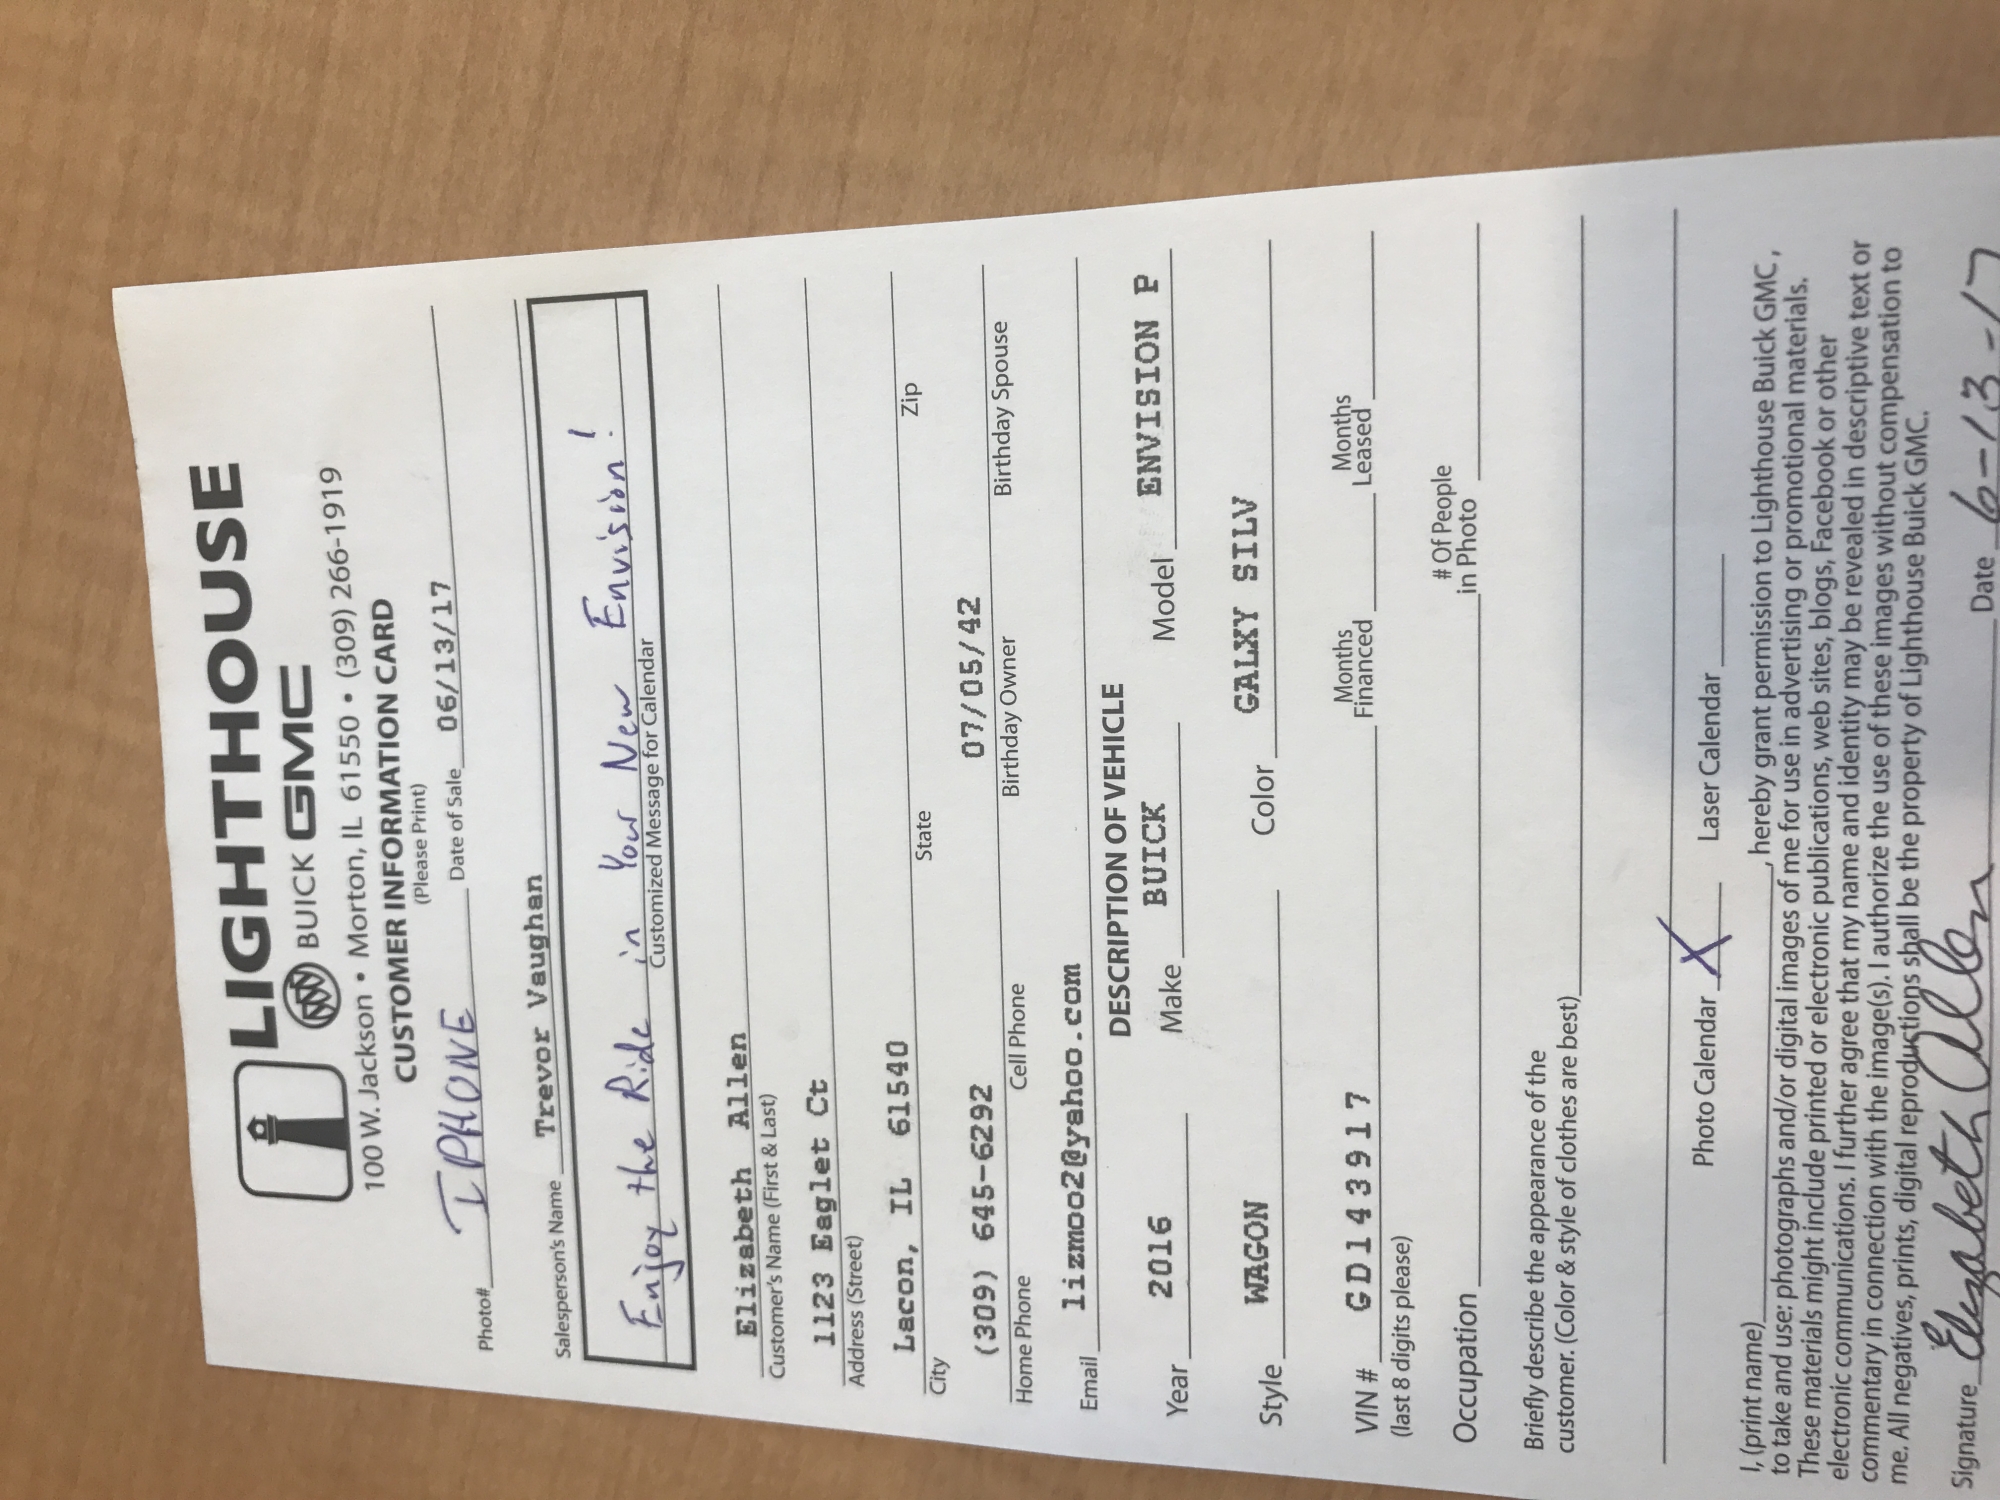 LIGHTHOUSE
BUICK GMC
100 W. Jackson • Morton, IL 61550 • (309) 266-1919
CUSTOMER INFORMATION CARD
(Please Print)
Photo# IPHONE Date of Sale 06/13/17
Salesperson's Name Trevor Vaughan
Enjoy the Ride in Your New Envision!
Customized Message for Calendar
Elizabeth Allen
Customer's Name (First & Last)
1123 Eaglet Ct
Address (Street)
Lacon, IL 61540
City State Zip
(309) 645-6292 07/05/42
Home Phone Cell Phone Birthday Owner Birthday Spouse
Email lizmoo2@yahoo.com
DESCRIPTION OF VEHICLE
Year 2016 Make BUICK Model ENVISION P
Style WAGON Color GALXY SILV
VIN # GD143917 Months Financed Months Leased
(last 8 digits please)
Occupation # Of People in Photo
Briefly describe the appearance of the
customer. (Color & style of clothes are best)
Photo Calendar X Laser Calendar
I, (print name) , hereby grant permission to Lighthouse Buick GMC ,
to take and use: photographs and/or digital images of me for use in advertising or promotional materials.
These materials might include printed or electronic publications, web sites, blogs, Facebook or other
electronic communications. I further agree that my name and identity may be revealed in descriptive text or
commentary in connection with the image(s). I authorize the use of these images without compensation to
me. All negatives, prints, digital reproductions shall be the property of Lighthouse Buick GMC.
Signature Elizabeth Allen Date 6-13-17